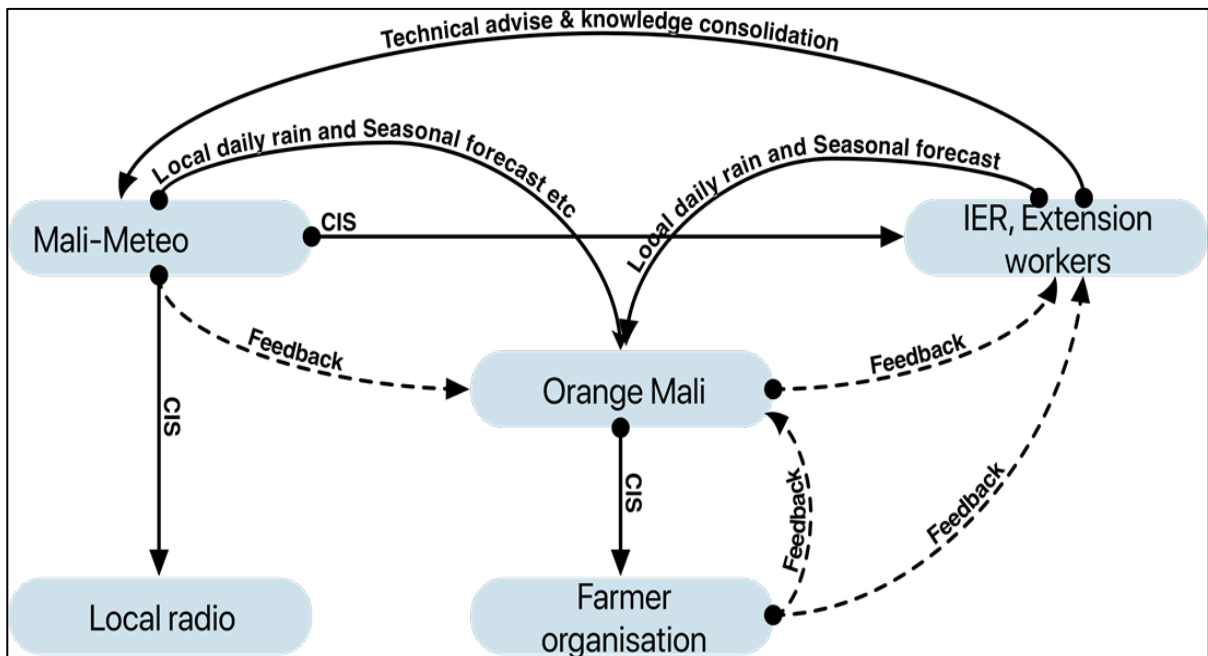 Technical advise & knowledge consolidation
Local daily rain and Seasonal forecast etc
Local daily rain and Seasonal forecast
Mali-Meteo
CIS
IER, Extension
workers
Feedback
Orange Mali
Feedback
CIS
CIS
Feedback
Feedback
Local radio
Farmer
organisation